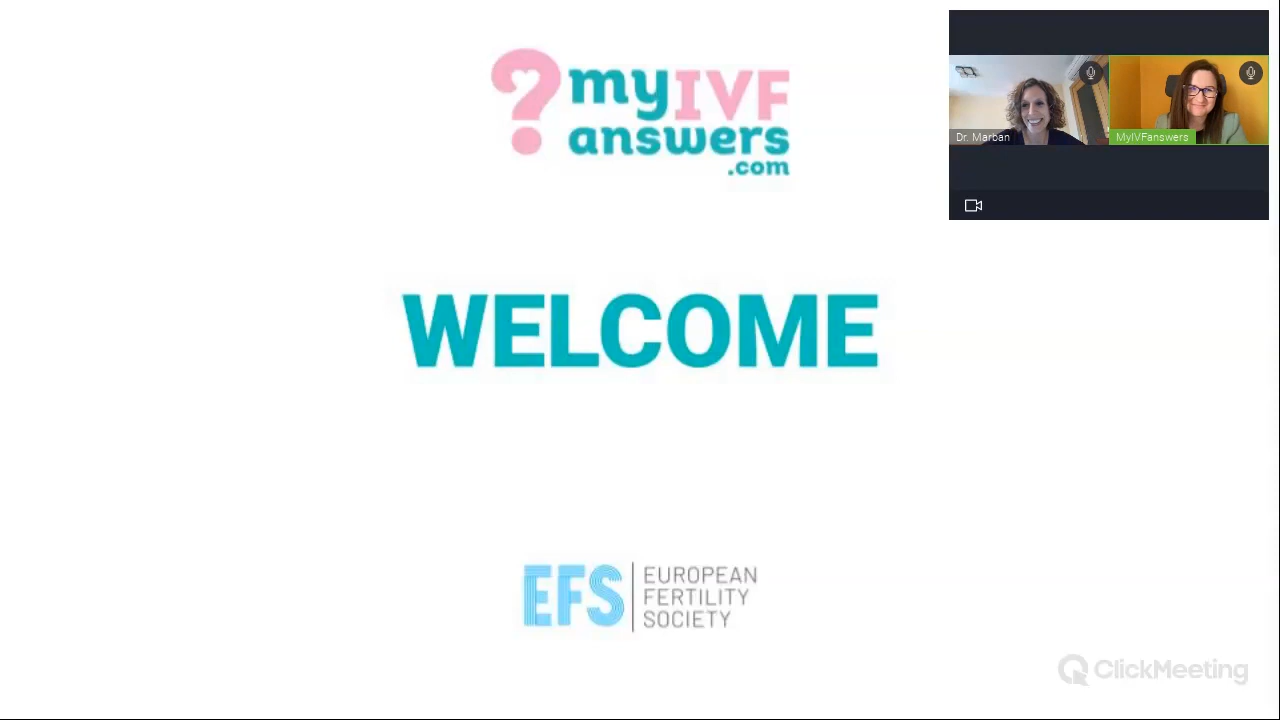 ? myIVF
answers
.com
Dr. Marban
MyIVFanswers
WELCOME
EFS
EUROPEAN
FERTILITY
SOCIETY
ClickMeeting